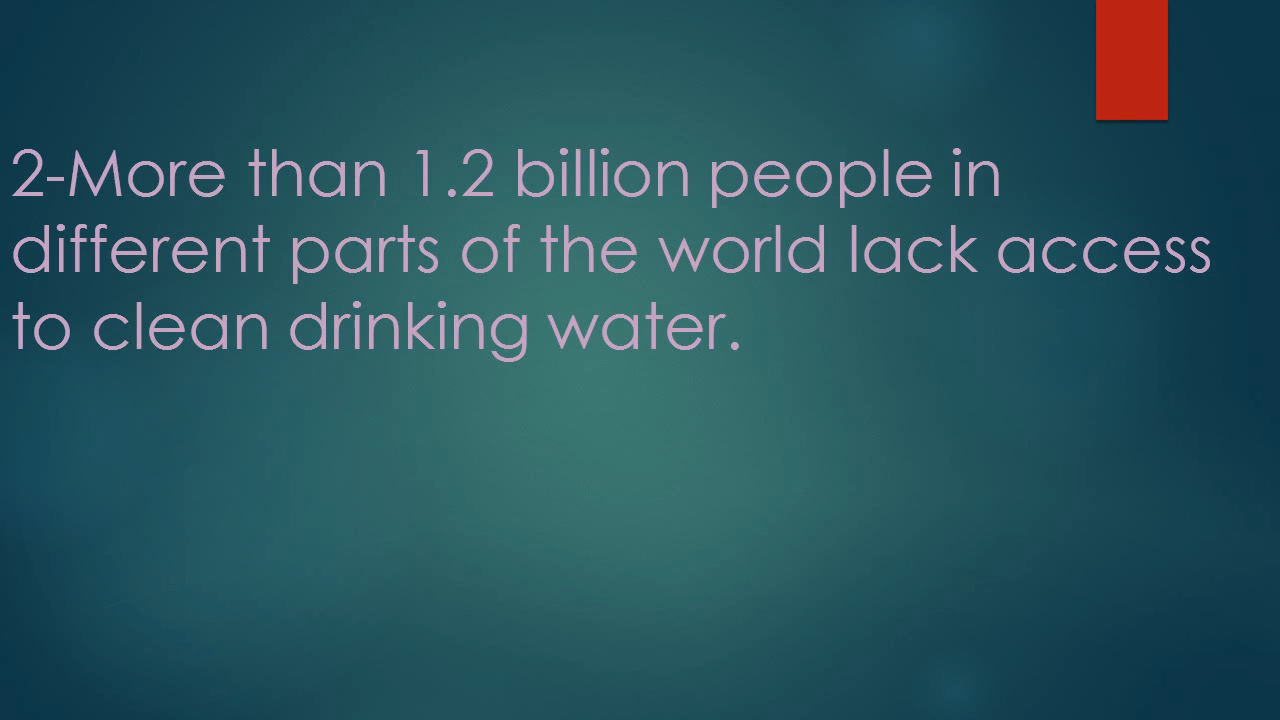 2-More than 1.2 billion people in
different parts of the world lack access
to clean drinking water.